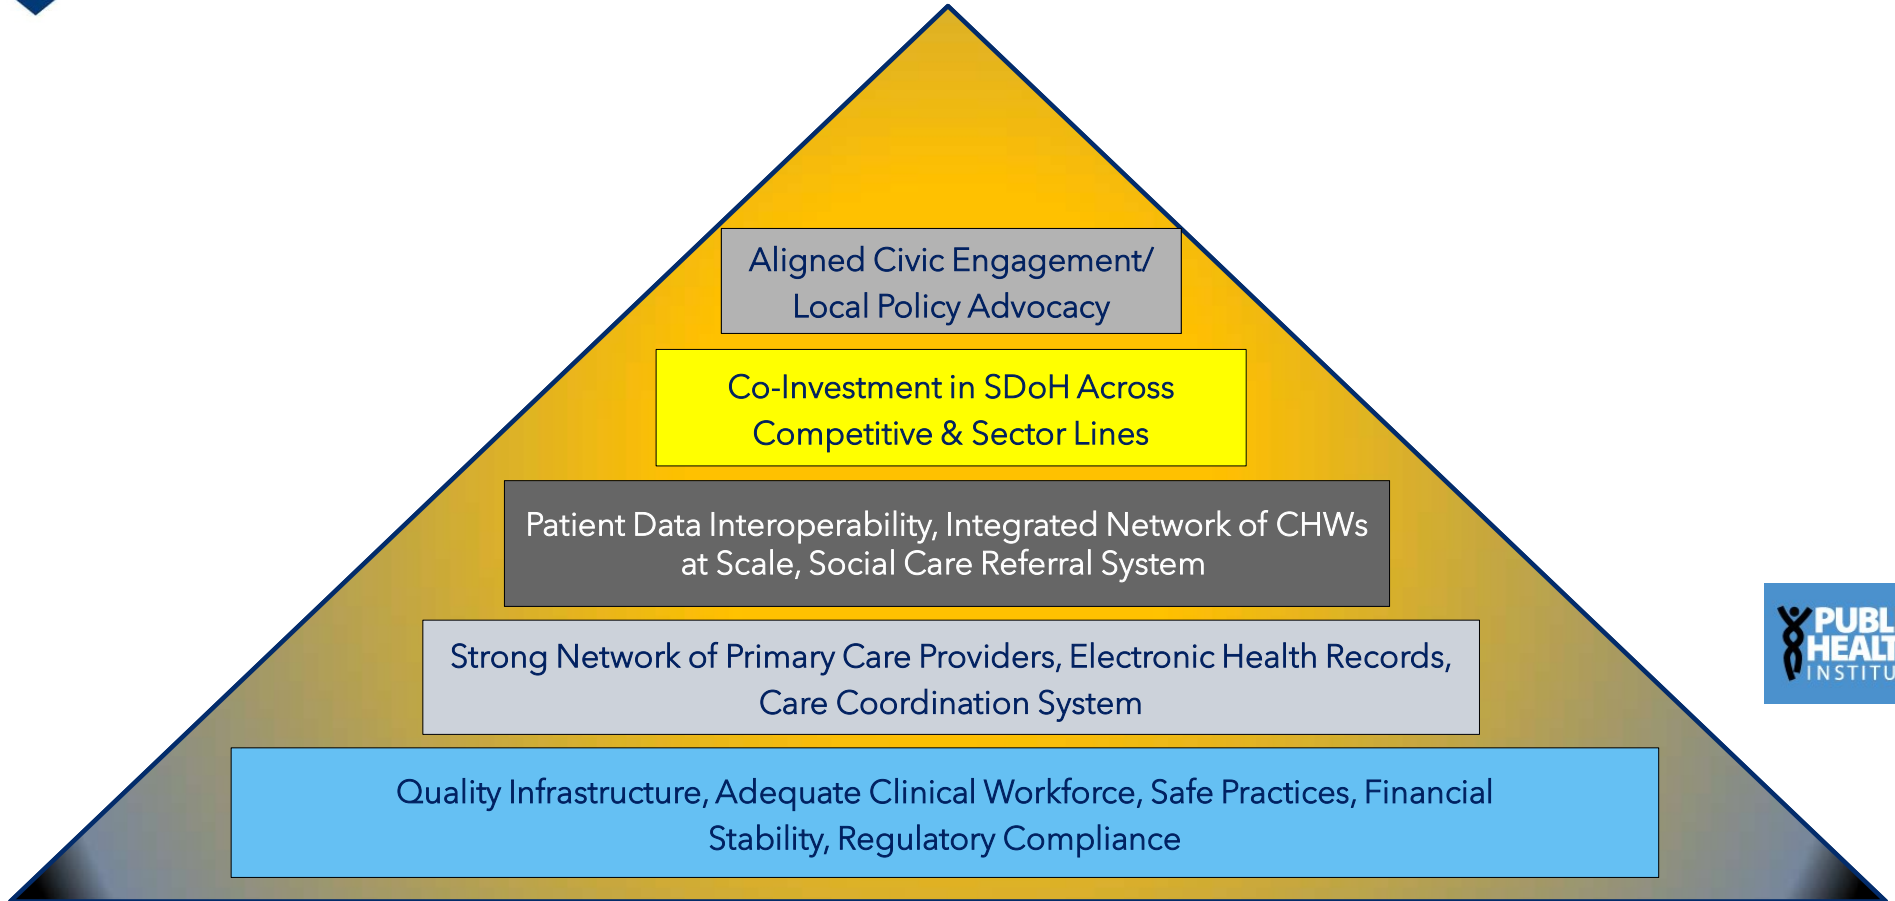 Aligned Civic Engagement/
Local Policy Advocacy
Co-Investment in SDoH Across
Competitive & Sector Lines
Patient Data Interoperability, Integrated Network of CHWs
at Scale, Social Care Referral System
Strong Network of Primary Care Providers, Electronic Health Records,
Care Coordination System
Quality Infrastructure, Adequate Clinical Workforce, Safe Practices, Financial
Stability, Regulatory Compliance